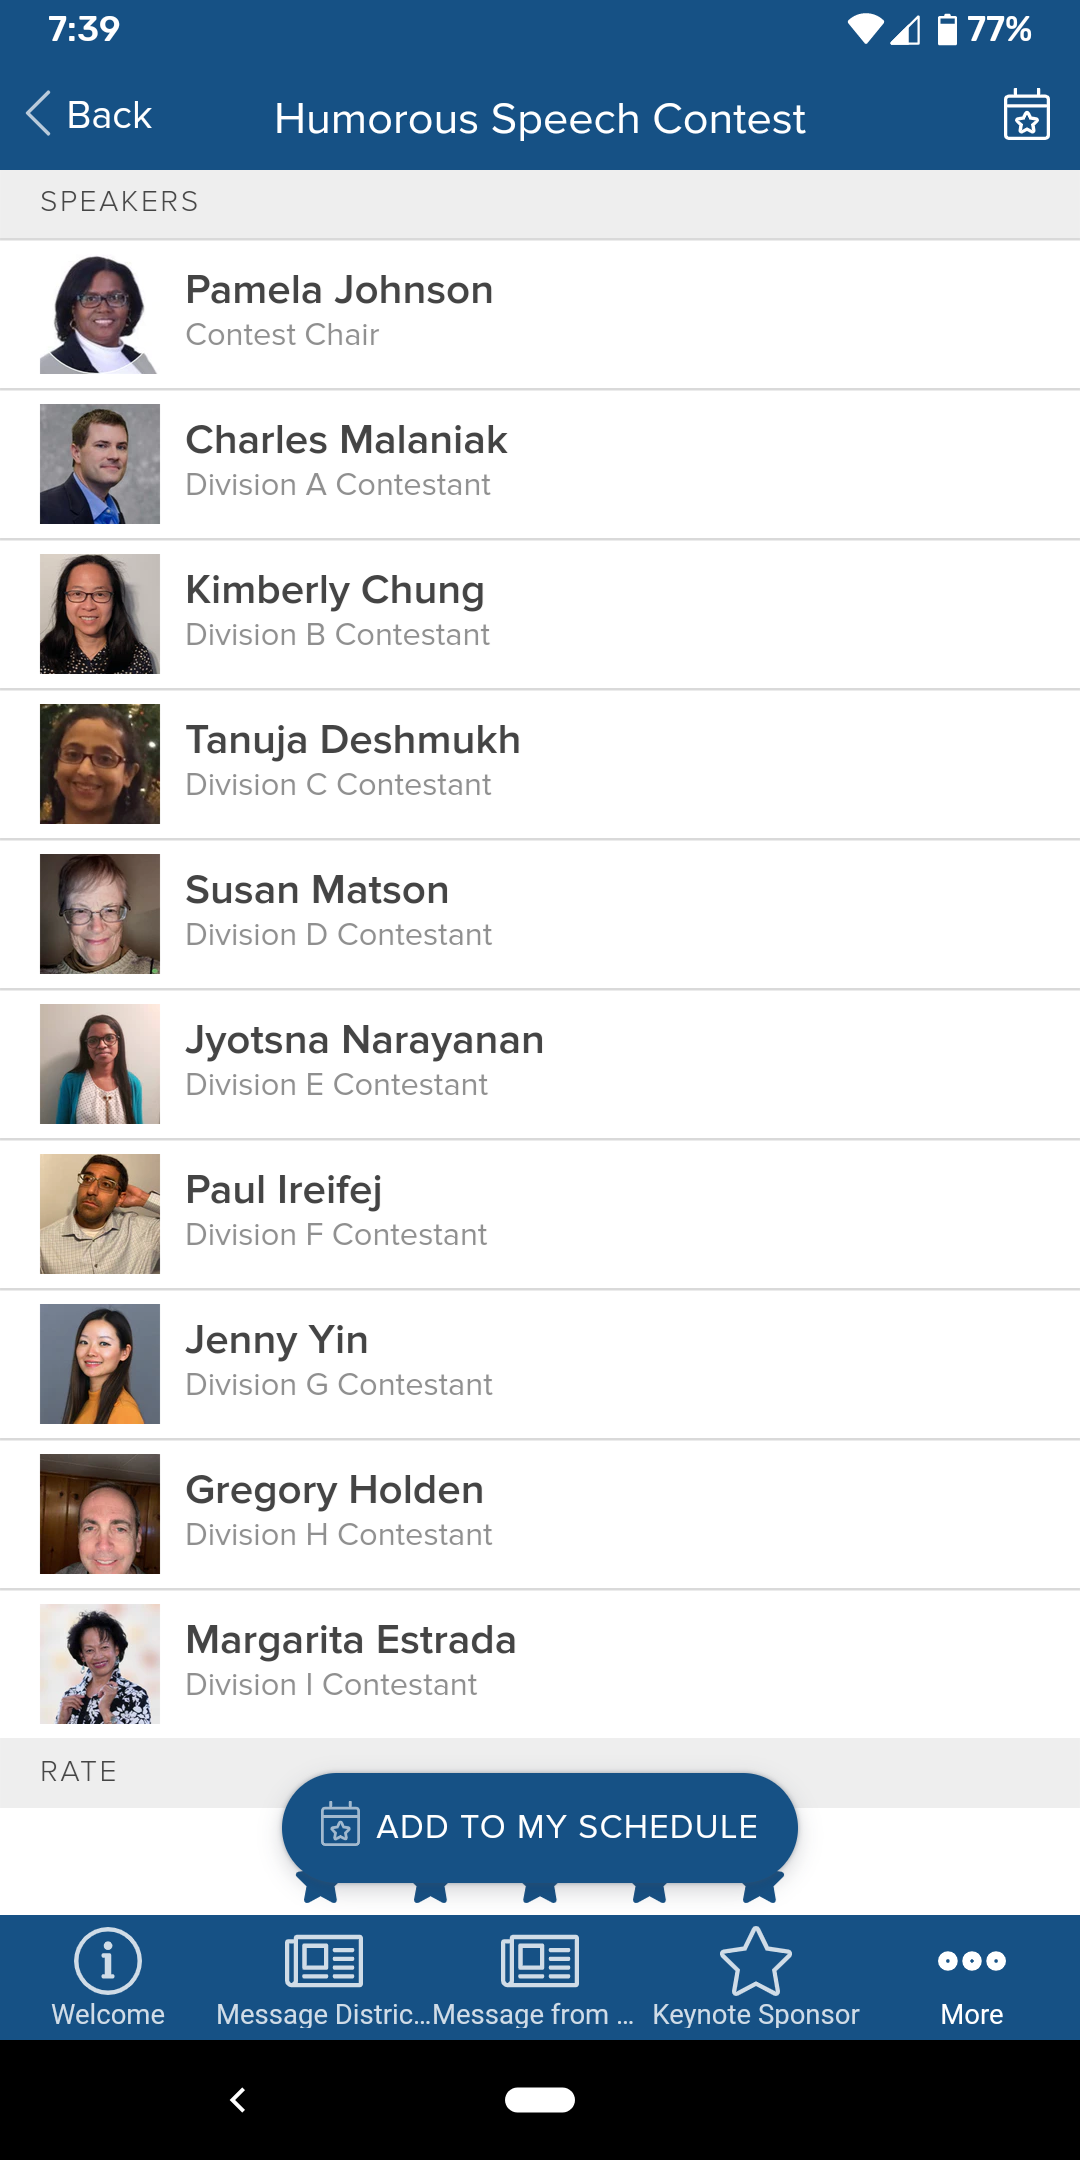 7:39
77%
Back
Humorous Speech Contest
SPEAKERS
Pamela Johnson
Contest Chair
Charles Malaniak
Division A Contestant
Kimberly Chung
Division B Contestant
Tanuja Deshmukh
Division C Contestant
Susan Matson
Division D Contestant
Jyotsna Narayanan
Division E Contestant
Paul Ireifej
Division F Contestant
Jenny Yin
Division G Contestant
Gregory Holden
Division H Contestant
Margarita Estrada
Division I Contestant
RATE
ADD TO MY SCHEDULE
Welcome
Message Distric...
Message from ...
Keynote Sponsor
More